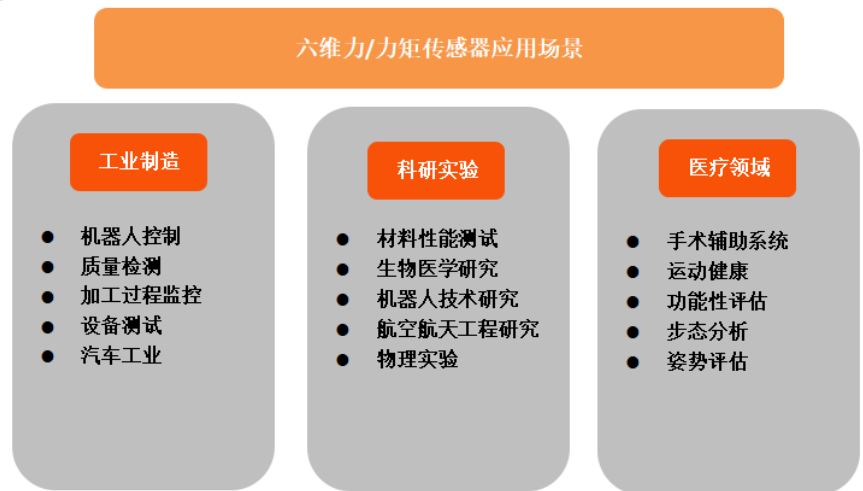 六维力/力矩传感器应用场景
工业制造
● 机器人控制
● 质量检测
● 加工过程监控
● 设备测试
● 汽车工业
科研实验
● 材料性能测试
● 生物医学研究
● 机器人技术研究
● 航空航天工程研究
● 物理实验
医疗领域
● 手术辅助系统
● 运动健康
● 功能性评估
● 步态分析
● 姿势评估